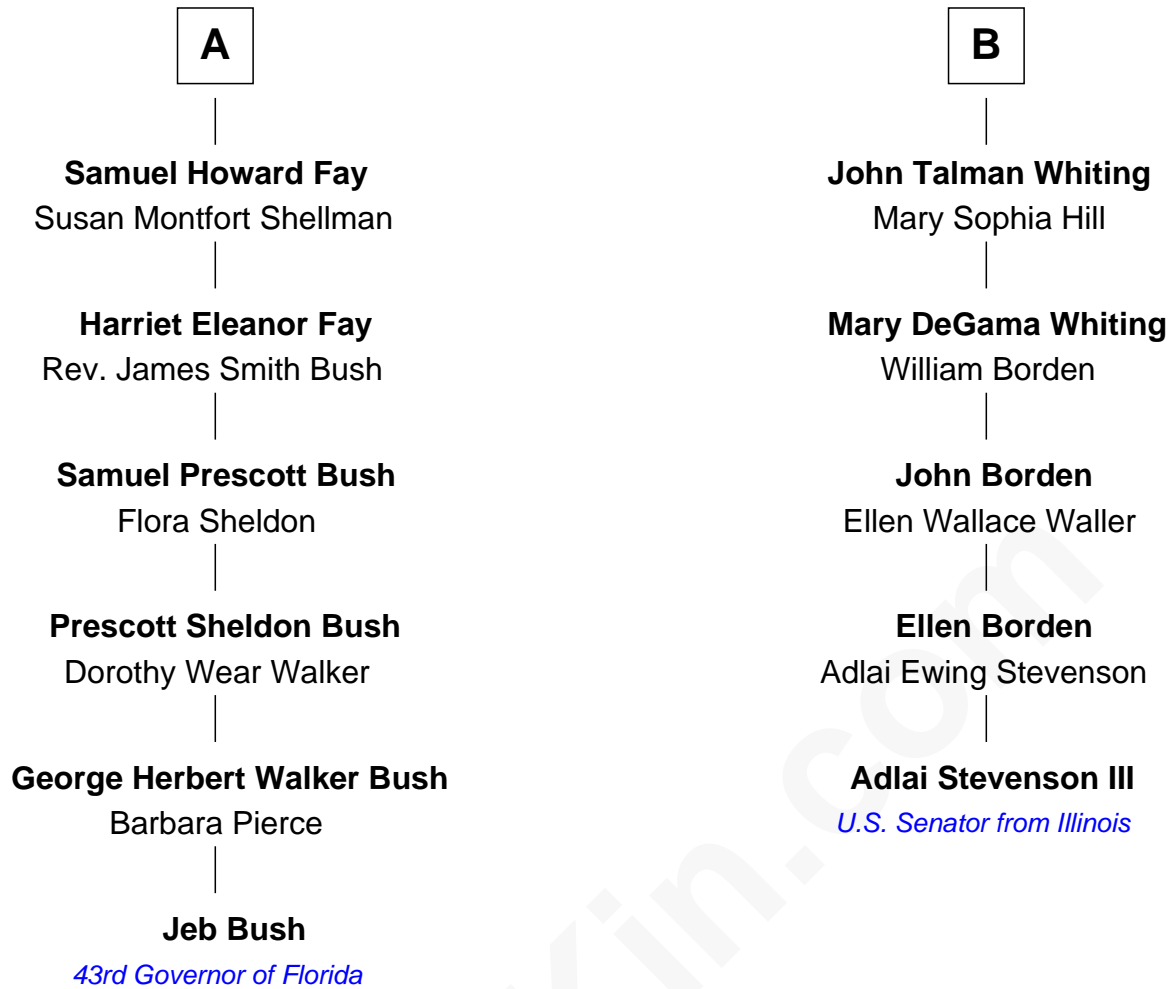 A
Samuel Howard Fay
Susan Montfort Shellman
Harriet Eleanor Fay
Rev. James Smith Bush
Samuel Prescott Bush
Flora Sheldon
Prescott Sheldon Bush
Dorothy Wear Walker
George Herbert Walker Bush
Barbara Pierce
Jeb Bush
43rd Governor of Florida
B
John Talman Whiting
Mary Sophia Hill
Mary DeGama Whiting
William Borden
John Borden
Ellen Wallace Waller
Ellen Borden
Adlai Ewing Stevenson
Adlai Stevenson III
U.S. Senator from Illinois